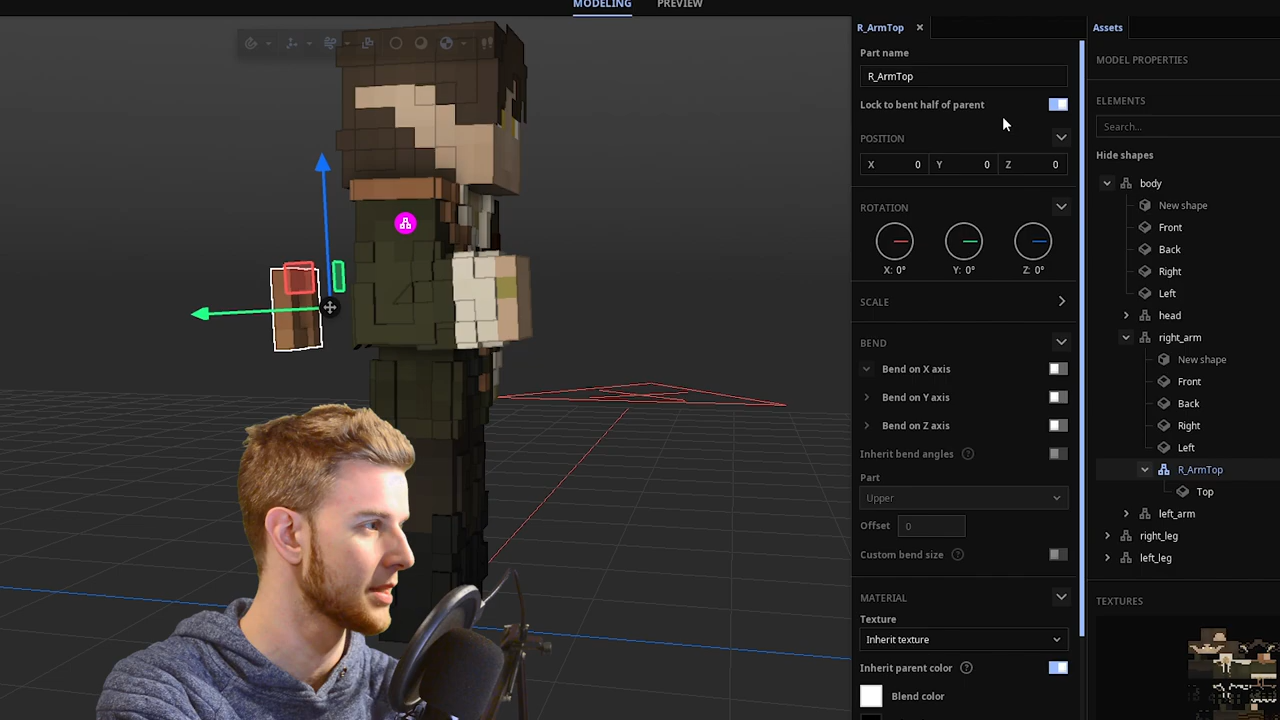 MODELING PREVIEW
R_ArmTop
Part name
R_ArmTop
Lock to bent half of parent
POSITION
X 0 Y 0 Z 0
ROTATION
X: 0° Y: 0° Z: 0°
SCALE
BEND
Bend on X axis
Bend on Y axis
Bend on Z axis
Inherit bend angles ?
Part
Upper
Offset 0
Custom bend size ?
MATERIAL
Texture
Inherit texture
Inherit parent color ?
Blend color
Assets
MODEL PROPERTIES
ELEMENTS
Search...
Hide shapes
body
New shape
Front
Back
Right
Left
head
right_arm
New shape
Front
Back
Right
Left
R_ArmTop
Top
left_arm
right_leg
left_leg
TEXTURES